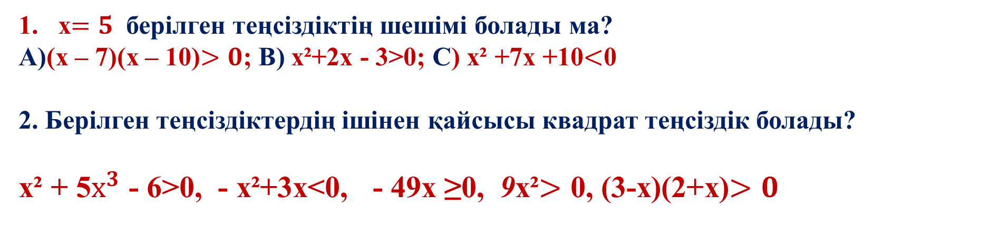 1. x= 5 берілген теңсіздіктің шешімі болады ма?
А)(x – 7)(x – 10)> 0; В) x²+2x - 3>0; С) x² +7x +10<0
2. Берілген теңсіздіктердің ішінен қайсысы квадрат теңсіздік болады?
x² + 5x³ - 6>0, - x²+3x<0, - 49x ≥0, 9x²> 0, (3-x)(2+x)> 0